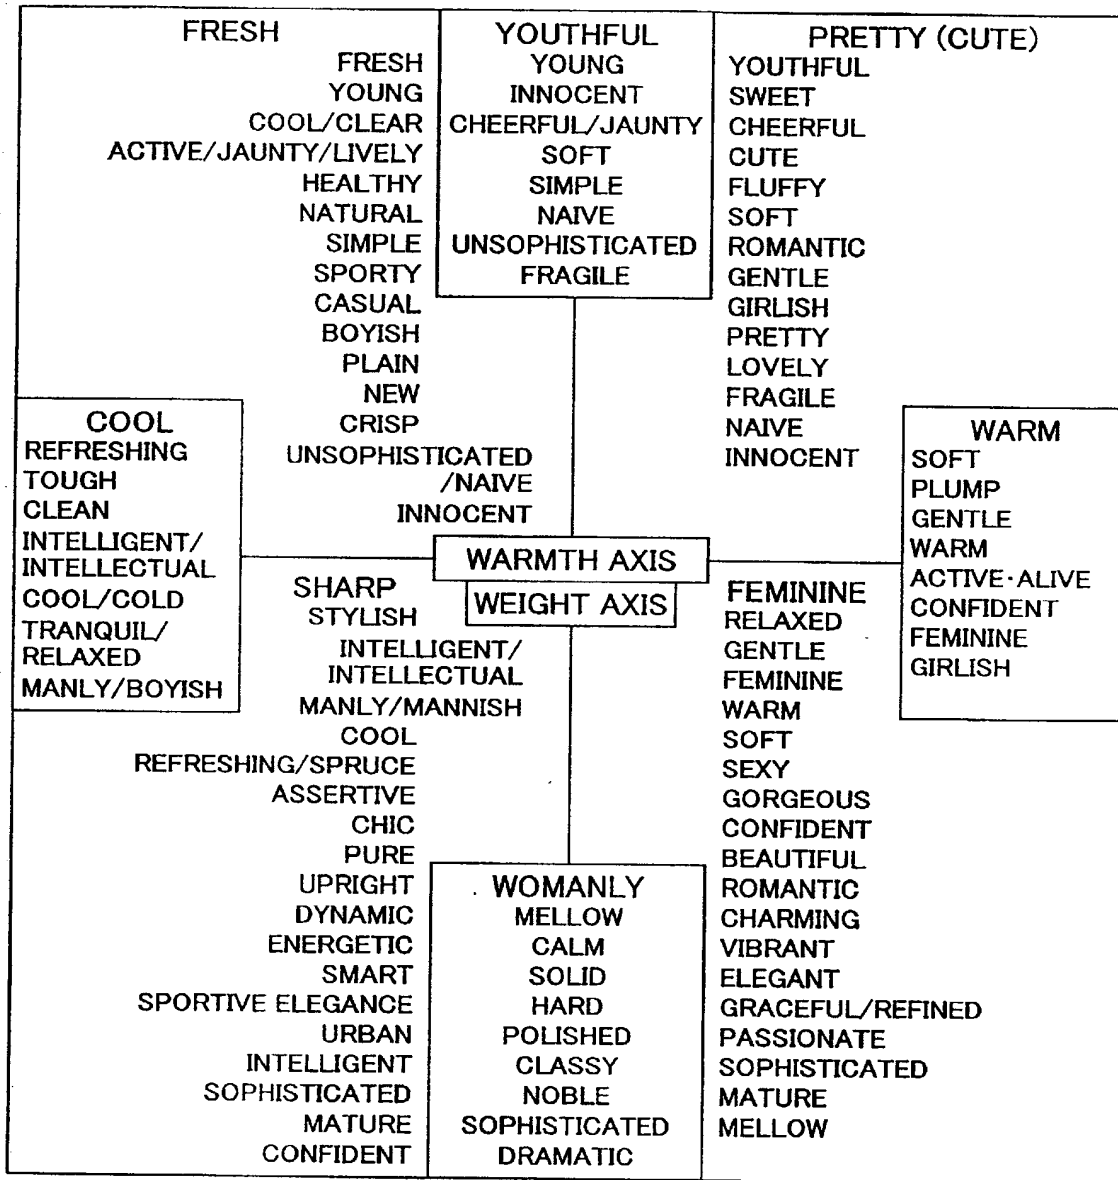 FRESH
FRESH
YOUNG
COOL/CLEAR
ACTIVE/JAUNTY/LIVELY
HEALTHY
NATURAL
SIMPLE
SPORTY
CASUAL
BOYISH
PLAIN
NEW
CRISP
UNSOPHISTICATED
/NAIVE
INNOCENT
YOUTHFUL
YOUNG
INNOCENT
CHEERFUL/JAUNTY
SOFT
SIMPLE
NAIVE
UNSOPHISTICATED
FRAGILE
PRETTY (CUTE)
YOUTHFUL
SWEET
CHEERFUL
CUTE
FLUFFY
SOFT
ROMANTIC
GENTLE
GIRLISH
PRETTY
LOVELY
FRAGILE
NAIVE
INNOCENT
COOL
REFRESHING
TOUGH
CLEAN
INTELLIGENT/
INTELLECTUAL
COOL/COLD
TRANQUIL/
RELAXED
MANLY/BOYISH
WARMTH AXIS
WEIGHT AXIS
WARM
SOFT
PLUMP
GENTLE
WARM
ACTIVE·ALIVE
CONFIDENT
FEMININE
GIRLISH
SHARP
STYLISH
INTELLIGENT/
INTELLECTUAL
MANLY/MANNISH
COOL
REFRESHING/SPRUCE
ASSERTIVE
CHIC
PURE
UPRIGHT
DYNAMIC
ENERGETIC
SMART
SPORTIVE ELEGANCE
URBAN
INTELLIGENT
SOPHISTICATED
MATURE
CONFIDENT
WOMANLY
MELLOW
CALM
SOLID
HARD
POLISHED
CLASSY
NOBLE
SOPHISTICATED
DRAMATIC
FEMININE
RELAXED
GENTLE
FEMININE
WARM
SOFT
SEXY
GORGEOUS
CONFIDENT
BEAUTIFUL
ROMANTIC
CHARMING
VIBRANT
ELEGANT
GRACEFUL/REFINED
PASSIONATE
SOPHISTICATED
MATURE
MELLOW